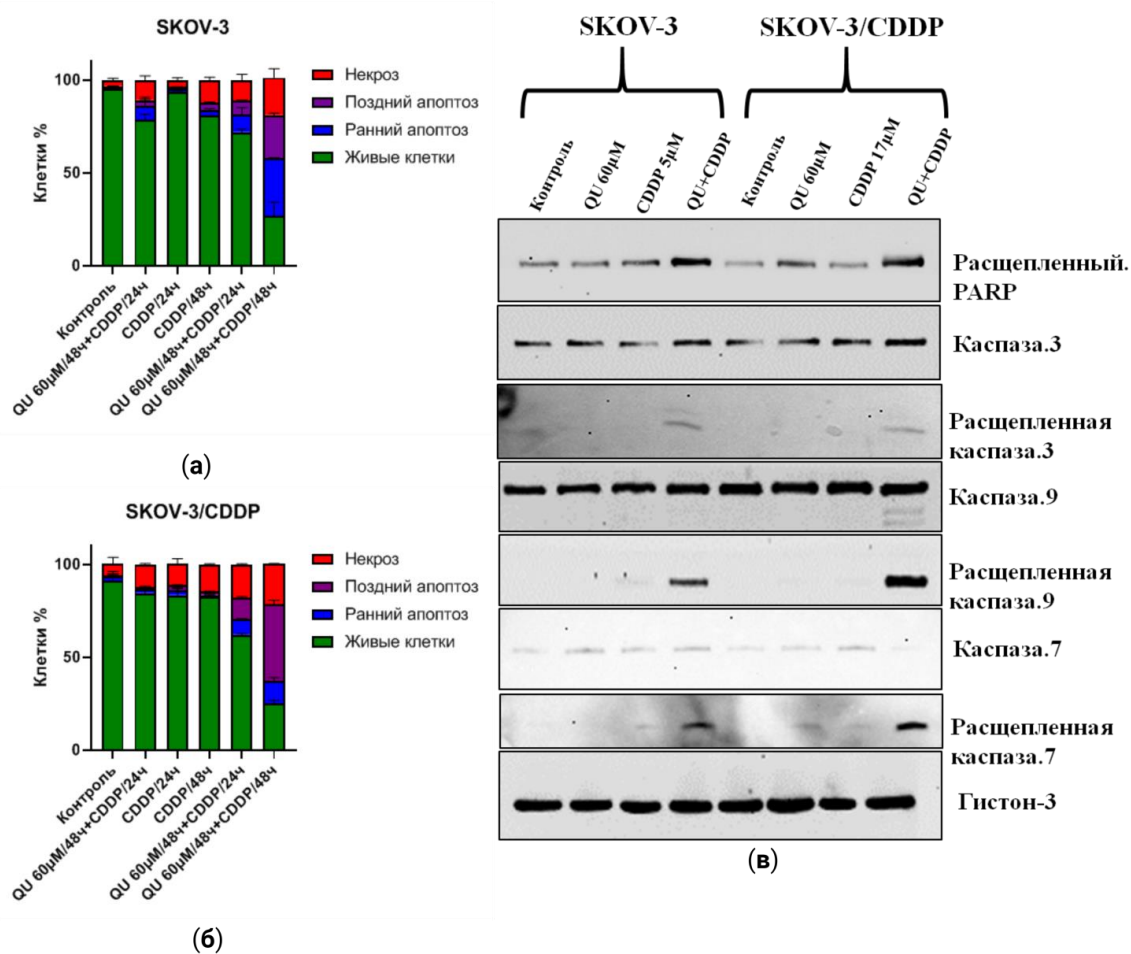 SKOV-3
100
50
0
Клетки %
Некроз
Поздний апоптоз
Ранний апоптоз
Живые клетки
Контроль
QU 60μM/48ч+CDDP/24ч
CDDP/24ч
CDDP/48ч
QU 60μM/48ч+CDDP/24ч
QU 60μM/48ч+CDDP/48ч
(а)
SKOV-3/CDDP
100
50
0
Клетки %
Некроз
Поздний апоптоз
Ранний апоптоз
Живые клетки
Контроль
QU 60μM/48ч+CDDP/24ч
CDDP/24ч
CDDP/48ч
QU 60μM/48ч+CDDP/24ч
QU 60μM/48ч+CDDP/48ч
(б)
SKOV-3
SKOV-3/CDDP
Контроль
QU 60μM
CDDP 5μM
QU+CDDP
Контроль
QU 60μM
CDDP 17μM
QU+CDDP
Расщепленный.
PARP
Каспаза.3
Расщепленная
каспаза.3
Каспаза.9
Расщепленная
каспаза.9
Каспаза.7
Расщепленная
каспаза.7
Гистон-3
(в)